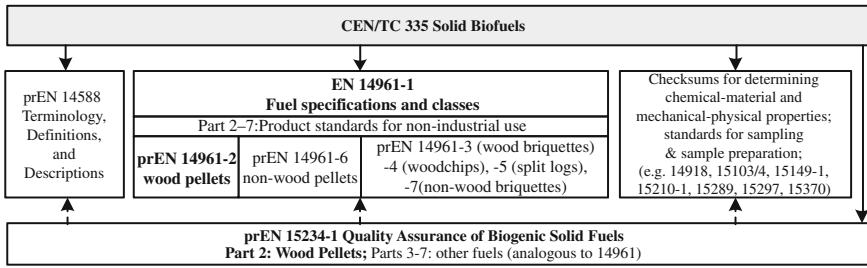 CEN/TC 335 Solid Biofuels
prEN 14588
Terminology,
Definitions,
and
Descriptions
EN 14961-1
Fuel specifications and classes
Part 2–7:Product standards for non-industrial use
prEN 14961-2
wood pellets
prEN 14961-6
non-wood pellets
prEN 14961-3 (wood briquettes)
-4 (woodchips), -5 (split logs),
-7(non-wood briquettes)
Checksums for determining
chemical-material and
mechanical-physical properties;
standards for sampling
& sample preparation;
(e.g. 14918, 15103/4, 15149-1,
15210-1, 15289, 15297, 15370)
prEN 15234-1 Quality Assurance of Biogenic Solid Fuels
Part 2: Wood Pellets; Parts 3-7: other fuels (analogous to 14961)